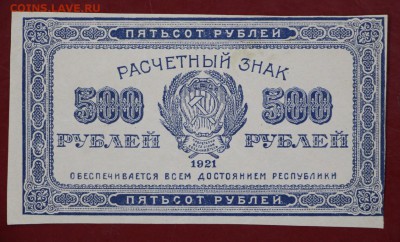 COINS.LAVE.RU
ПЯТЬСОТ РУБЛЕЙ
РАСЧЕТНЫЙ ЗНАК
500 500
РУБЛЕЙ РУБЛЕЙ
1921
ОБЕСПЕЧИВАЕТСЯ ВСЕМ ДОСТОЯНИЕМ РЕСПУБЛИКИ
ПЯТЬСОТ РУБЛЕЙ